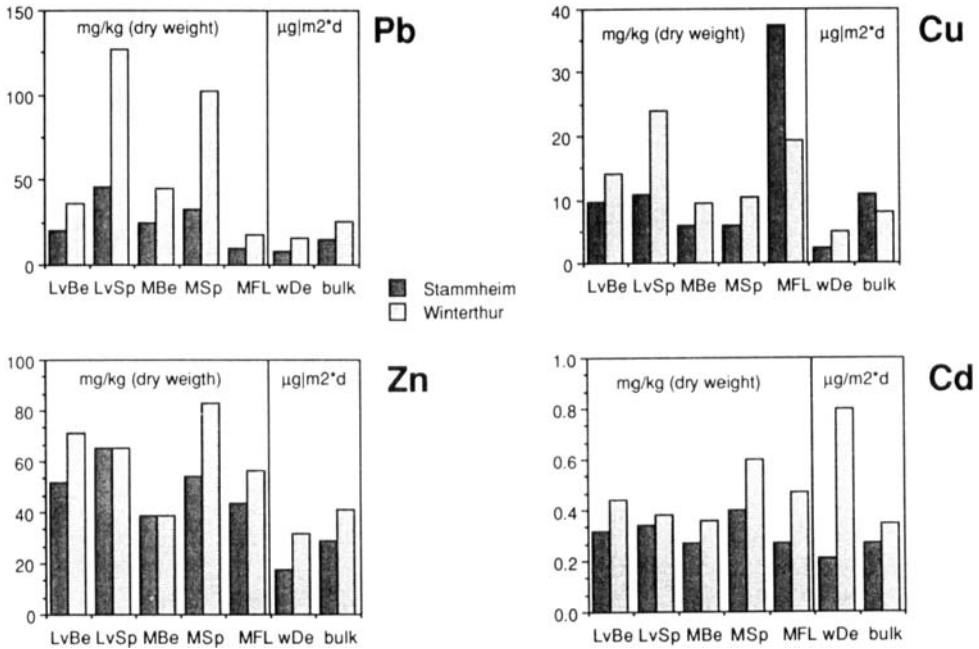 Pb
mg/kg (dry weight) µg|m2*d
150
100
50
0
LvBe LvSp MBe MSp MFL wDe bulk
Cu
mg/kg (dry weight) µg|m2*d
40
30
20
10
0
LvBe LvSp MBe MSp MFL wDe bulk
Stammheim
Winterthur
Zn
mg/kg (dry weigth) µg|m2*d
100
80
60
40
20
0
LvBe LvSp MBe MSp MFL wDe bulk
Cd
mg/kg (dry weight) µg/m2*d
1.0
0.8
0.6
0.4
0.2
0.0
LvBe LvSp MBe MSp MFL wDe bulk